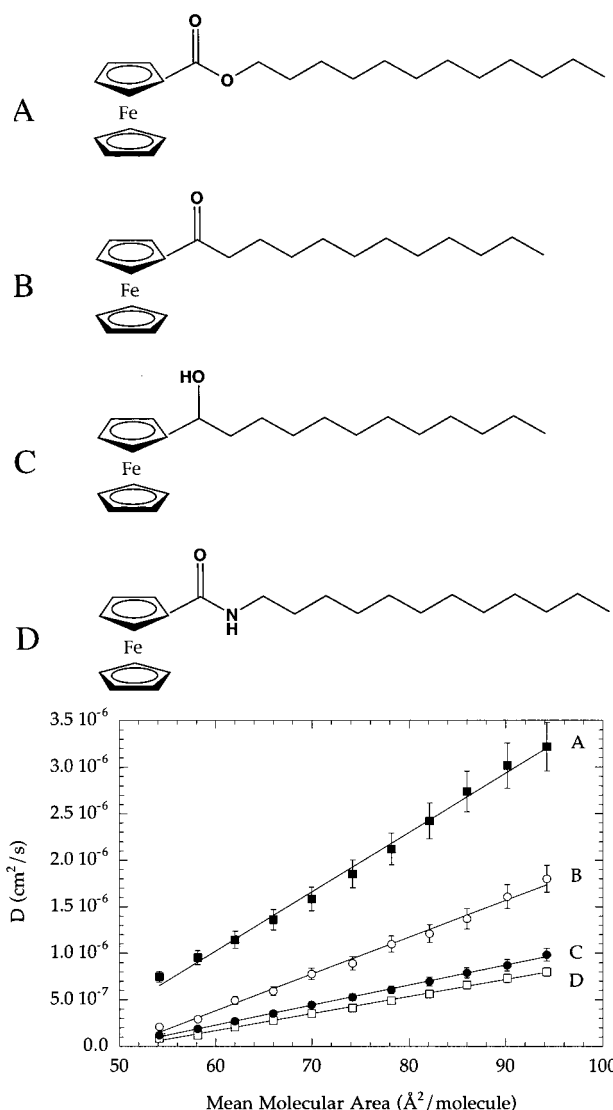 O
O
A
Fe
O
B
Fe
HO
C
Fe
O
D
N
H
Fe
3.5 10⁻⁶
3.0 10⁻⁶
2.5 10⁻⁶
2.0 10⁻⁶
1.5 10⁻⁶
1.0 10⁻⁶
5.0 10⁻⁷
0.0
D (cm²/s)
A
B
C
D
50 60 70 80 90 100
Mean Molecular Area (Å²/molecule)